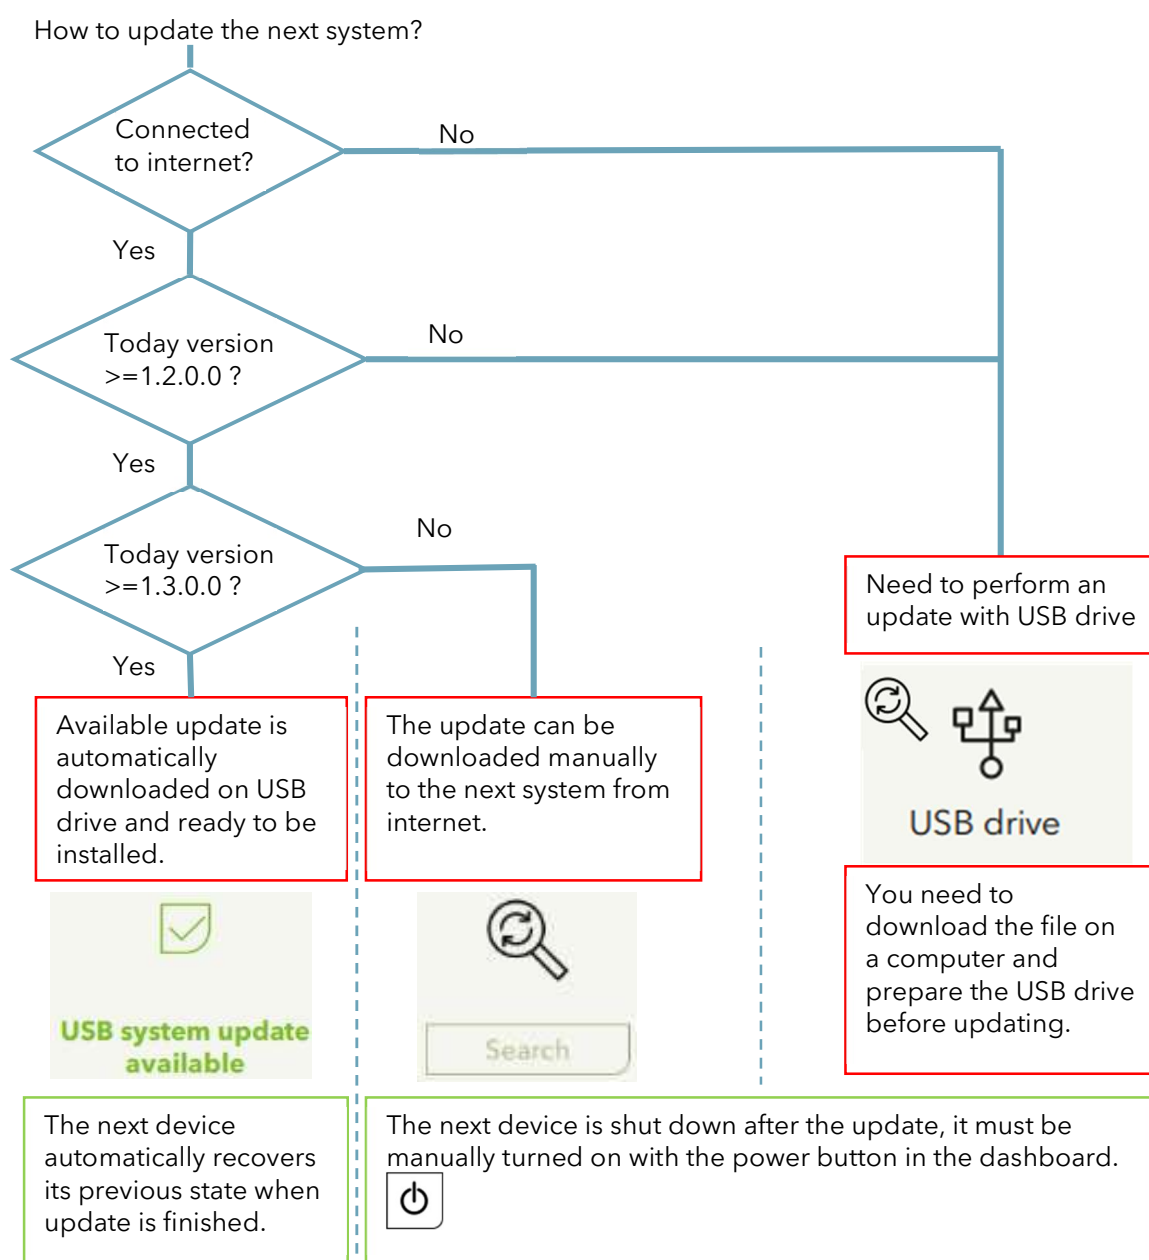 How to update the next system?
Connected
to internet?
No
Yes
Today version
>=1.2.0.0 ?
No
Yes
Today version
>=1.3.0.0 ?
No
Yes
Need to perform an
update with USB drive
USB drive
You need to
download the file on
a computer and
prepare the USB drive
before updating.
Available update is
automatically
downloaded on USB
drive and ready to be
installed.
The update can be
downloaded manually
to the next system from
internet.
USB system update
available
Search
The next device
automatically recovers
its previous state when
update is finished.
The next device is shut down after the update, it must be
manually turned on with the power button in the dashboard.